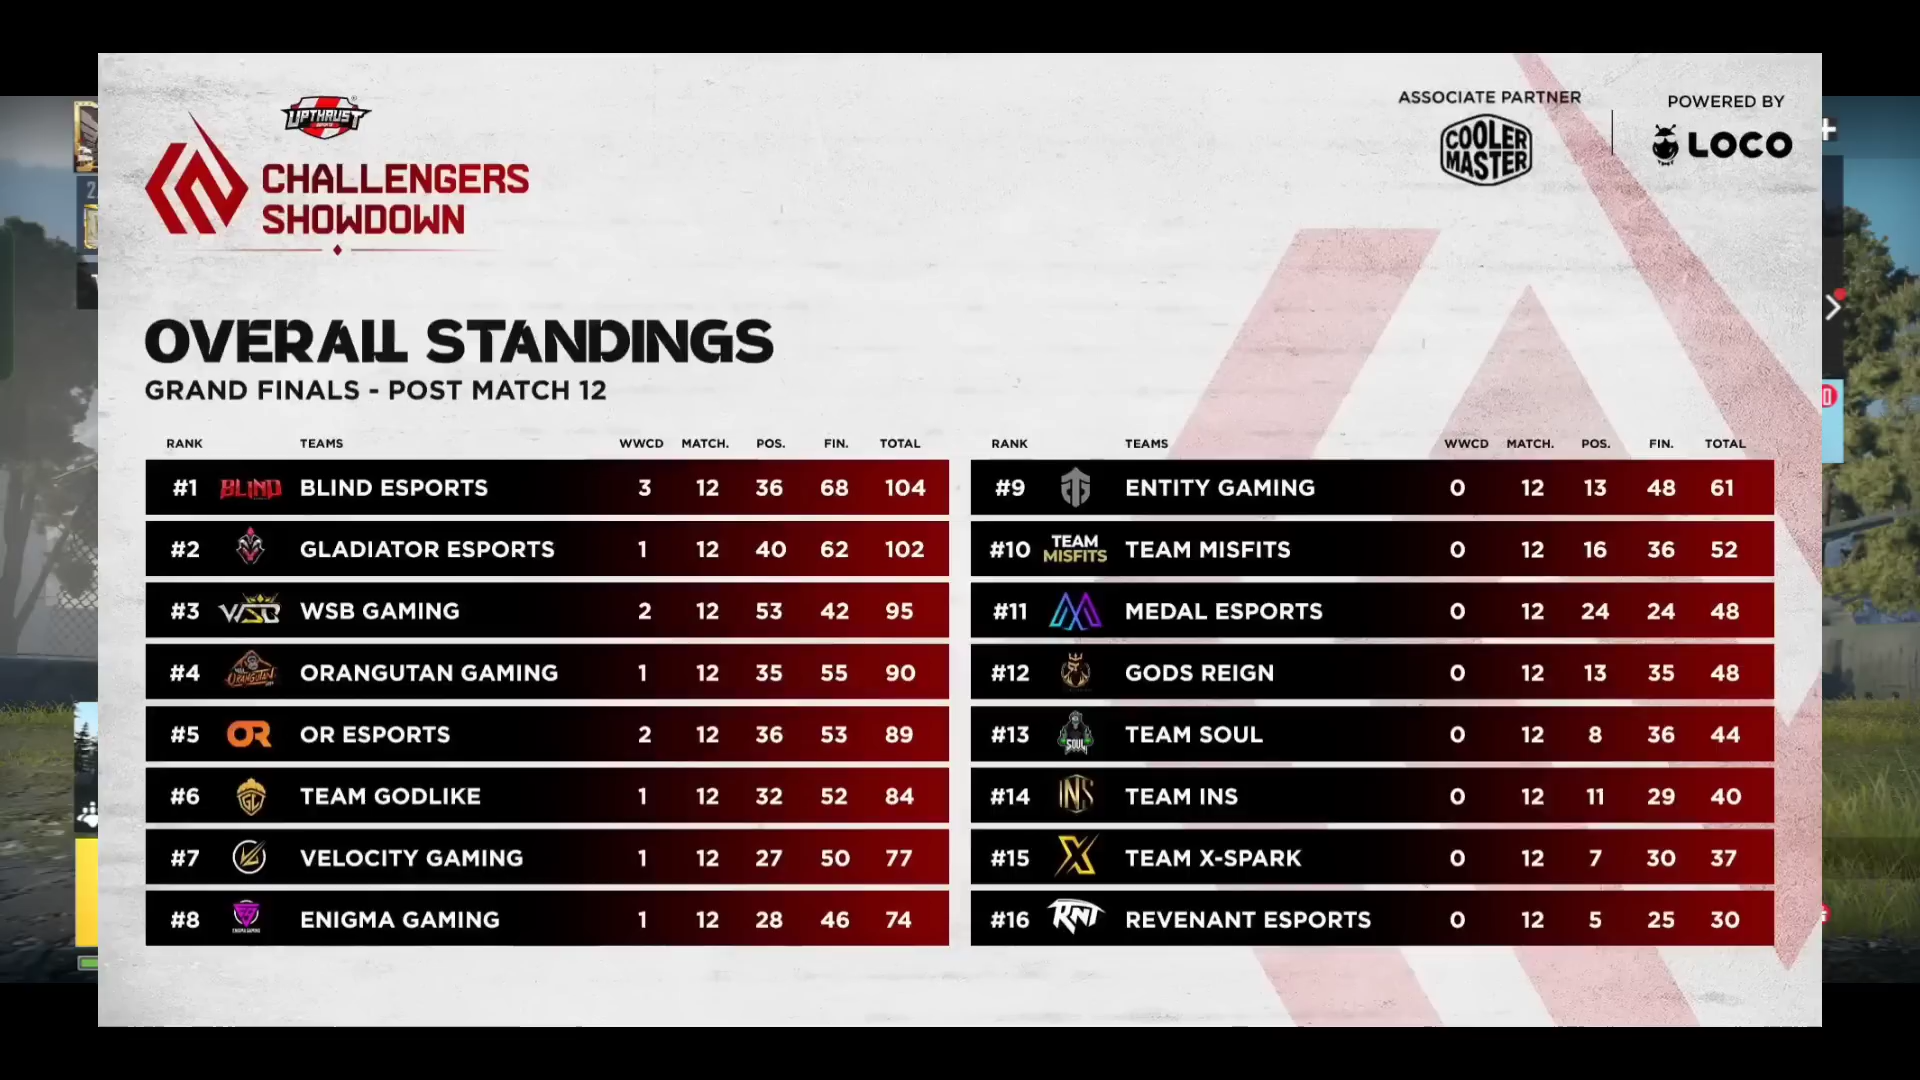 UPTHRUST
CHALLENGERS
SHOWDOWN
ASSOCIATE PARTNER
COOLER
MASTER
POWERED BY
LOCO
OVERALL STANDINGS
GRAND FINALS - POST MATCH 12
RANK TEAMS WWCD MATCH. POS. FIN. TOTAL
#1 BLIND BLIND ESPORTS 3 12 36 68 104
#2 GLADIATOR ESPORTS 1 12 40 62 102
#3 WSB WSB GAMING 2 12 53 42 95
#4 ORANGUTAN ORANGUTAN GAMING 1 12 35 55 90
#5 OR OR ESPORTS 2 12 36 53 89
#6 GL TEAM GODLIKE 1 12 32 52 84
#7 VELOCITY GAMING 1 12 27 50 77
#8 ENIGMA GAMING ENIGMA GAMING 1 12 28 46 74
RANK TEAMS WWCD MATCH. POS. FIN. TOTAL
#9 ENTITY GAMING 0 12 13 48 61
#10 TEAM MISFITS TEAM MISFITS 0 12 16 36 52
#11 MEDAL ESPORTS 0 12 24 24 48
#12 GODS REIGN 0 12 13 35 48
#13 SOUL TEAM SOUL 0 12 8 36 44
#14 INS TEAM INS 0 12 11 29 40
#15 X TEAM X-SPARK 0 12 7 30 37
#16 RNT REVENANT ESPORTS 0 12 5 25 30